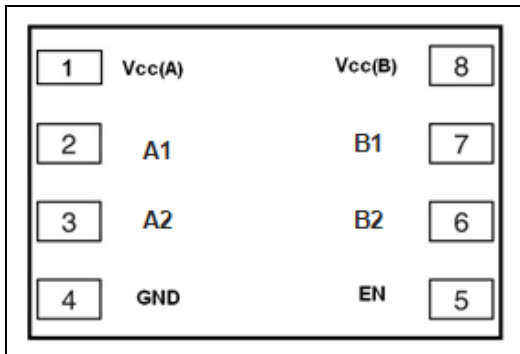 1 Vcc(A) Vcc(B) 8
2 A1 B1 7
3 A2 B2 6
4 GND EN 5